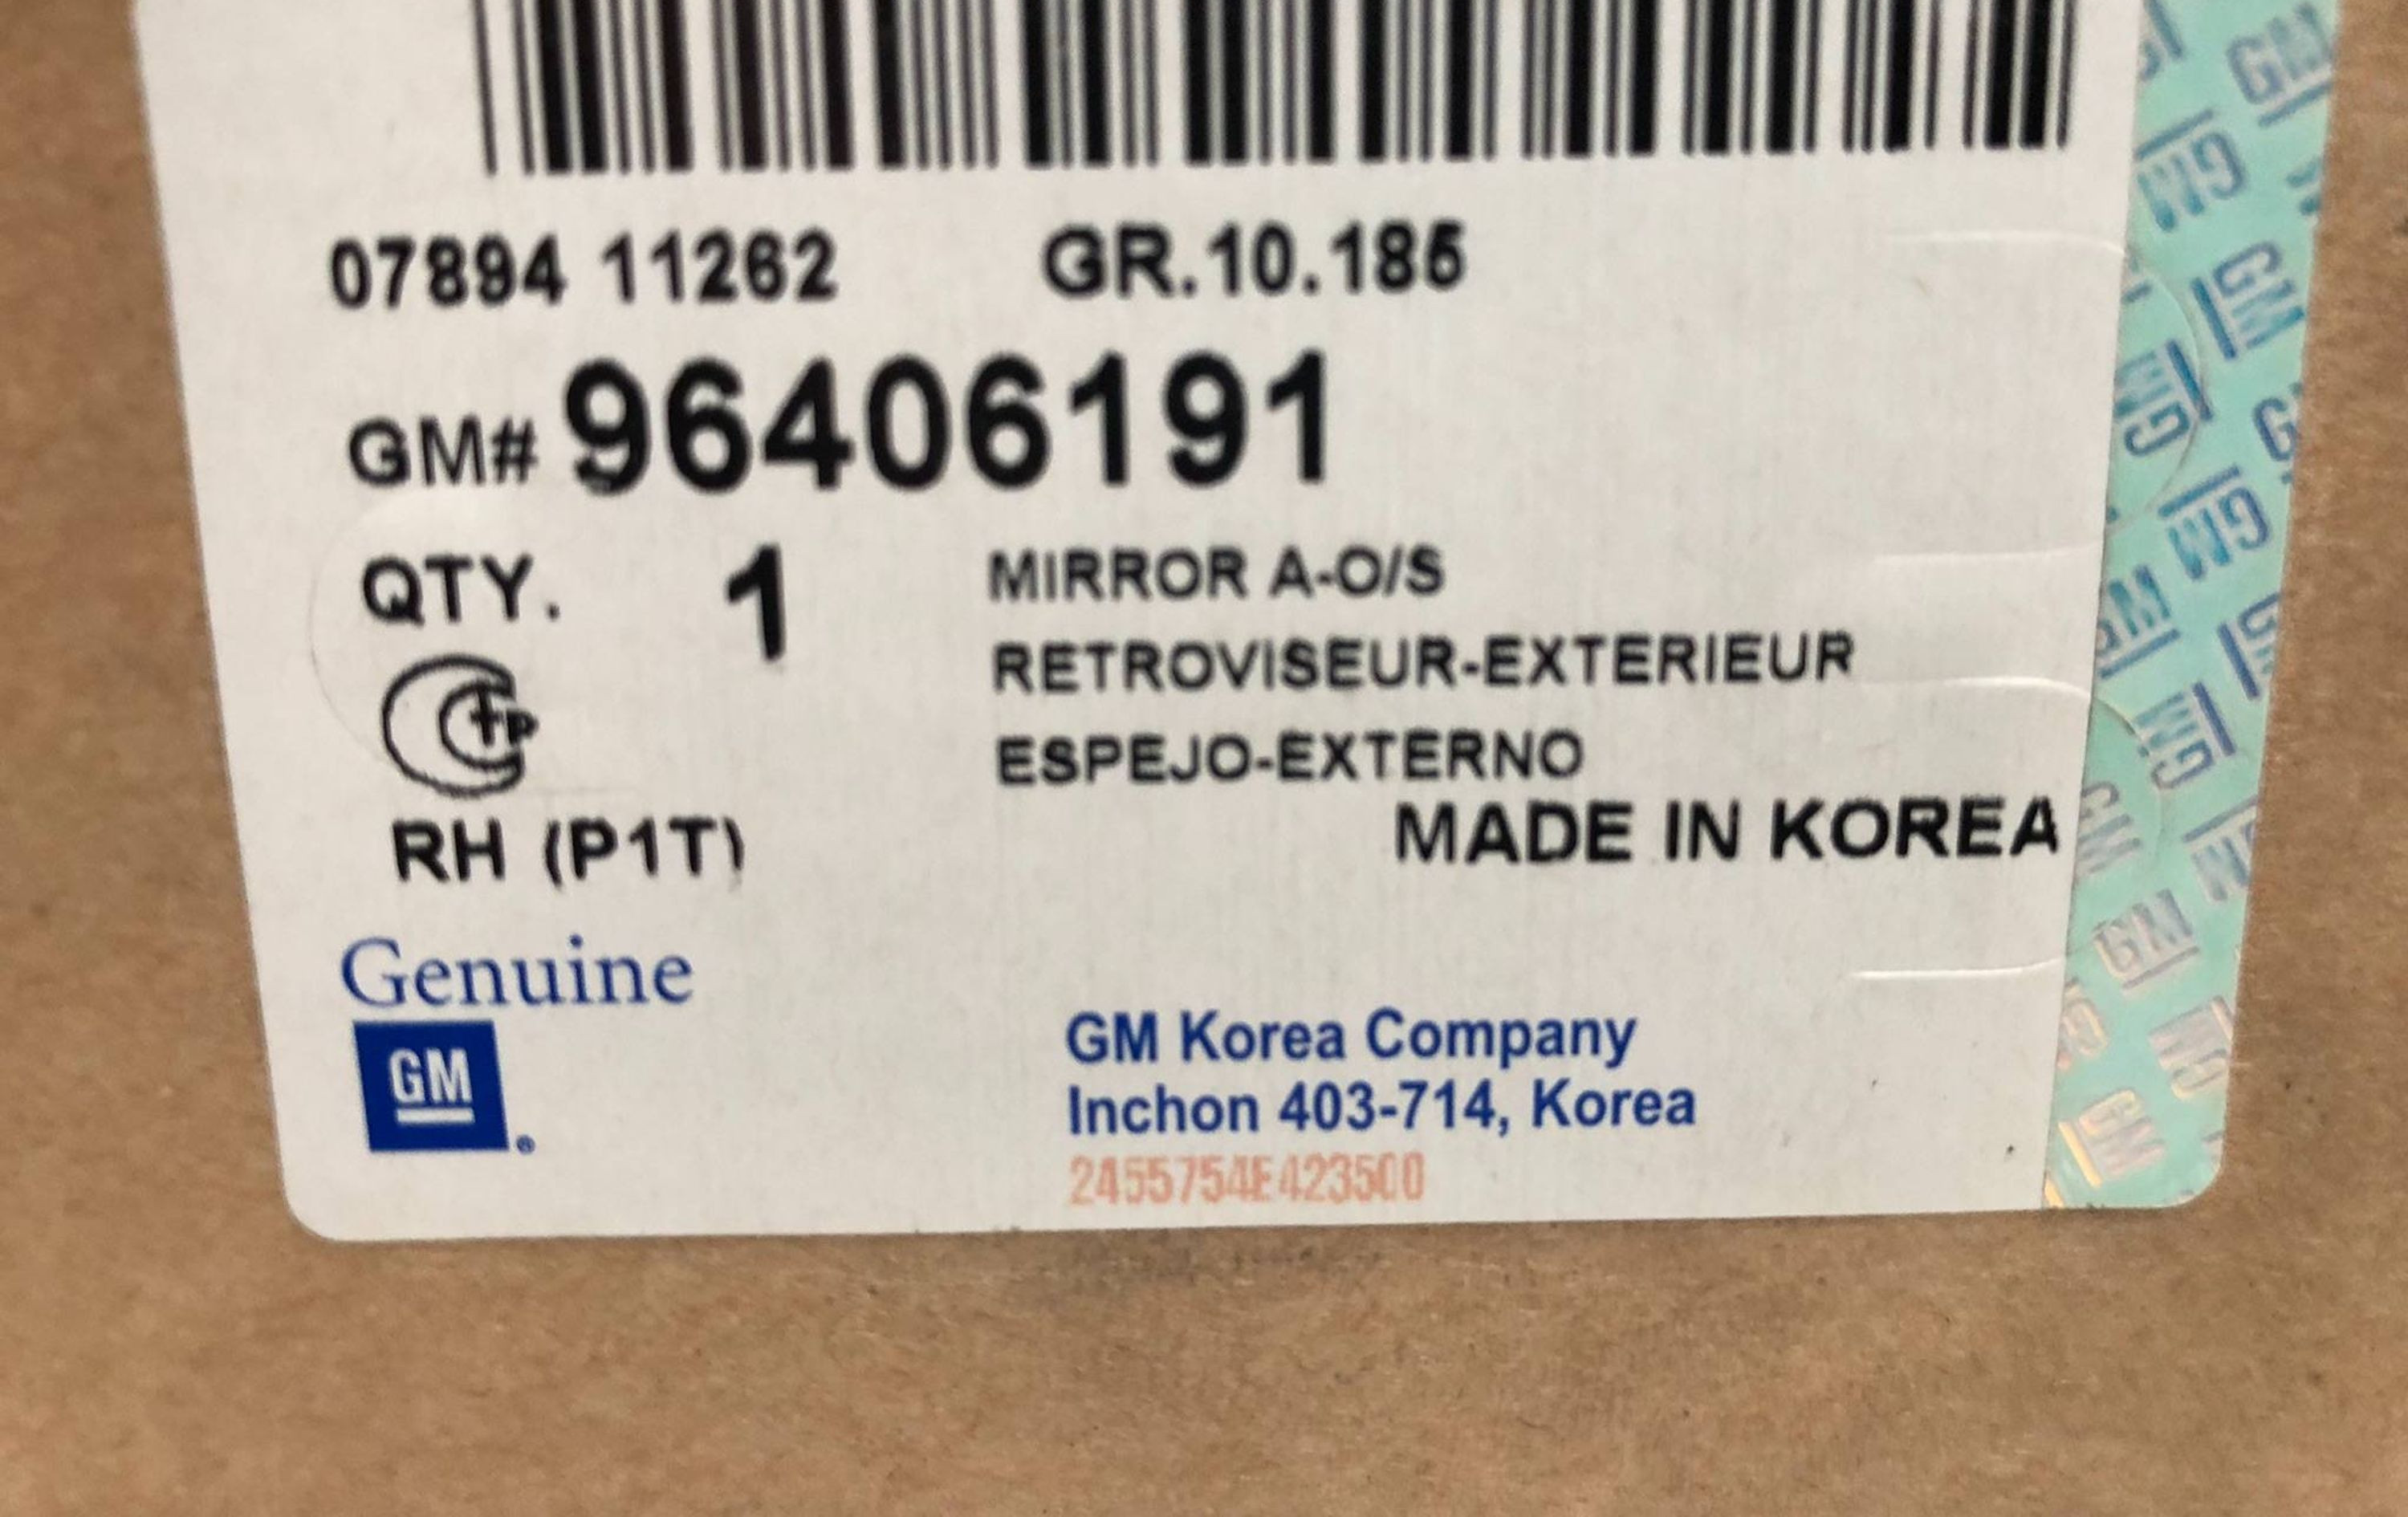 07894 11262 GR.10.185
GM# 96406191
QTY. 1 MIRROR A-O/S
RETROVISEUR-EXTERIEUR
ESPEJO-EXTERNO
RH (P1T) MADE IN KOREA
Genuine
GM
®
GM Korea Company
Inchon 403-714, Korea
2455754E423500